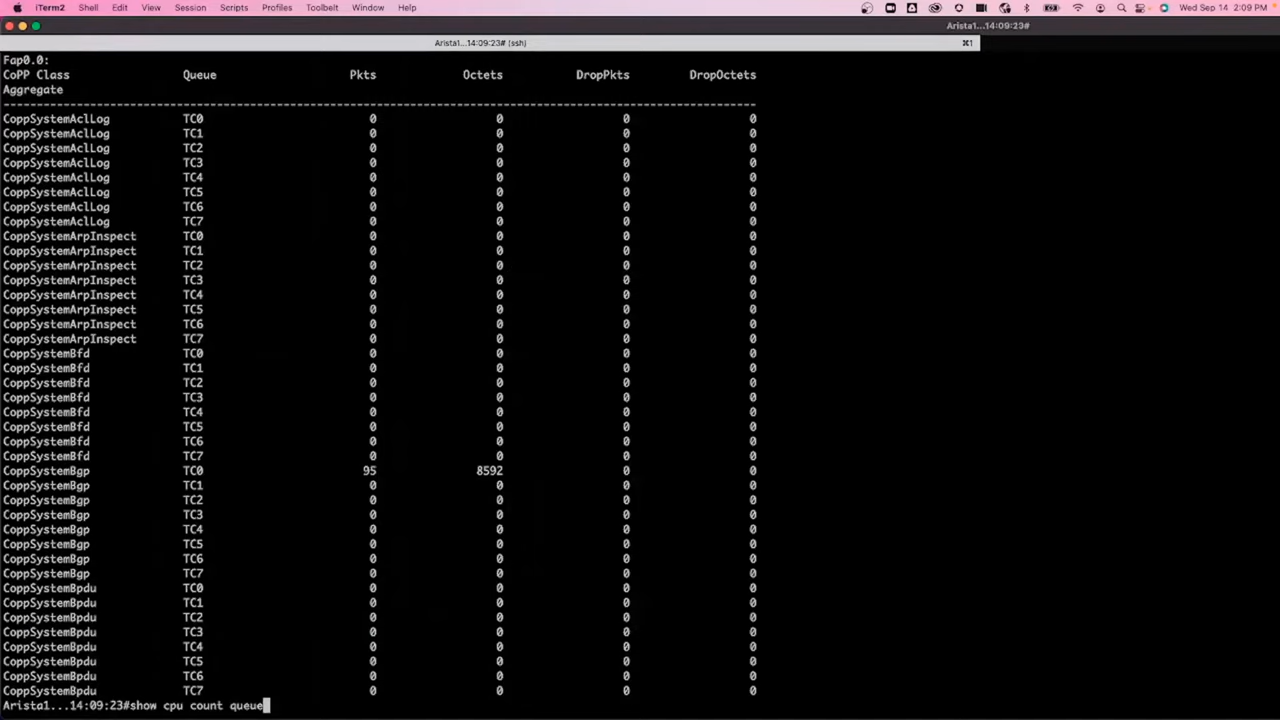 iTerm2 Shell Edit View Session Scripts Profiles Toolbelt Window Help Wed Sep 14 2:09 PM
Arista1...14:09:23#
Arista1...14:09:23# (ssh) ⌘1
Fap0.0:
CoPP Class Queue Pkts Octets DropPkts DropOctets
Aggregate
--------------------------------------------------------------------------------------------------------
CoppSystemAclLog TC0 0 0 0 0
CoppSystemAclLog TC1 0 0 0 0
CoppSystemAclLog TC2 0 0 0 0
CoppSystemAclLog TC3 0 0 0 0
CoppSystemAclLog TC4 0 0 0 0
CoppSystemAclLog TC5 0 0 0 0
CoppSystemAclLog TC6 0 0 0 0
CoppSystemAclLog TC7 0 0 0 0
CoppSystemArpInspect TC0 0 0 0 0
CoppSystemArpInspect TC1 0 0 0 0
CoppSystemArpInspect TC2 0 0 0 0
CoppSystemArpInspect TC3 0 0 0 0
CoppSystemArpInspect TC4 0 0 0 0
CoppSystemArpInspect TC5 0 0 0 0
CoppSystemArpInspect TC6 0 0 0 0
CoppSystemArpInspect TC7 0 0 0 0
CoppSystemBfd TC0 0 0 0 0
CoppSystemBfd TC1 0 0 0 0
CoppSystemBfd TC2 0 0 0 0
CoppSystemBfd TC3 0 0 0 0
CoppSystemBfd TC4 0 0 0 0
CoppSystemBfd TC5 0 0 0 0
CoppSystemBfd TC6 0 0 0 0
CoppSystemBfd TC7 0 0 0 0
CoppSystemBgp TC0 95 8592 0 0
CoppSystemBgp TC1 0 0 0 0
CoppSystemBgp TC2 0 0 0 0
CoppSystemBgp TC3 0 0 0 0
CoppSystemBgp TC4 0 0 0 0
CoppSystemBgp TC5 0 0 0 0
CoppSystemBgp TC6 0 0 0 0
CoppSystemBgp TC7 0 0 0 0
CoppSystemBpdu TC0 0 0 0 0
CoppSystemBpdu TC1 0 0 0 0
CoppSystemBpdu TC2 0 0 0 0
CoppSystemBpdu TC3 0 0 0 0
CoppSystemBpdu TC4 0 0 0 0
CoppSystemBpdu TC5 0 0 0 0
CoppSystemBpdu TC6 0 0 0 0
CoppSystemBpdu TC7 0 0 0 0
Arista1...14:09:23#show cpu count queue